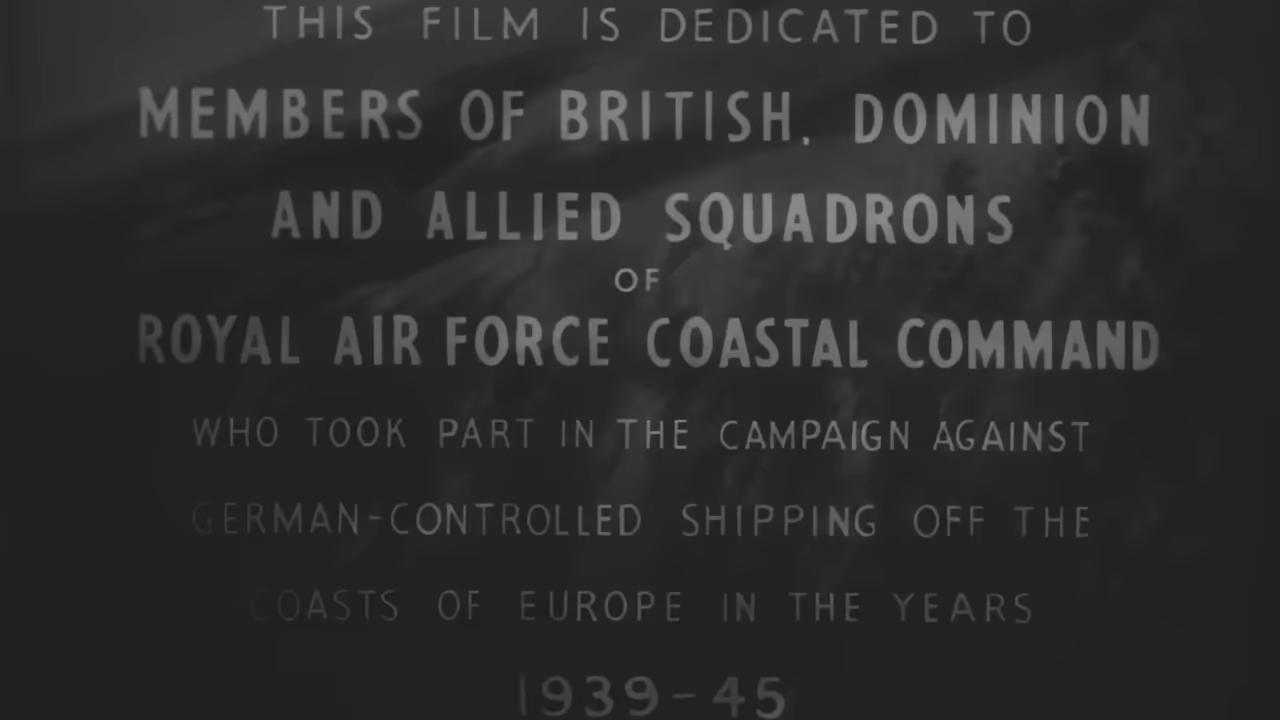 THIS FILM IS DEDICATED TO
MEMBERS OF BRITISH, DOMINION
AND ALLIED SQUADRONS
OF
ROYAL AIR FORCE COASTAL COMMAND
WHO TOOK PART IN THE CAMPAIGN AGAINST
GERMAN-CONTROLLED SHIPPING OFF THE
COASTS OF EUROPE IN THE YEARS
1939-45